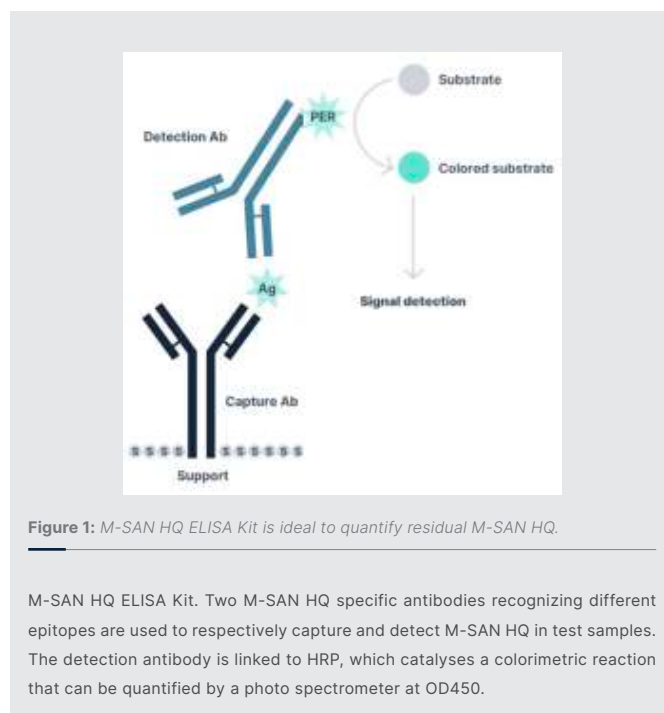 Substrate
PER
Detection Ab
Colored substrate
Ag
Signal detection
Capture Ab
$ $ $ $ $ $ $ $ $ $
Support
Figure 1: M-SAN HQ ELISA Kit is ideal to quantify residual M-SAN HQ.
M-SAN HQ ELISA Kit. Two M-SAN HQ specific antibodies recognizing different
epitopes are used to respectively capture and detect M-SAN HQ in test samples.
The detection antibody is linked to HRP, which catalyses a colorimetric reaction
that can be quantified by a photo spectrometer at OD450.